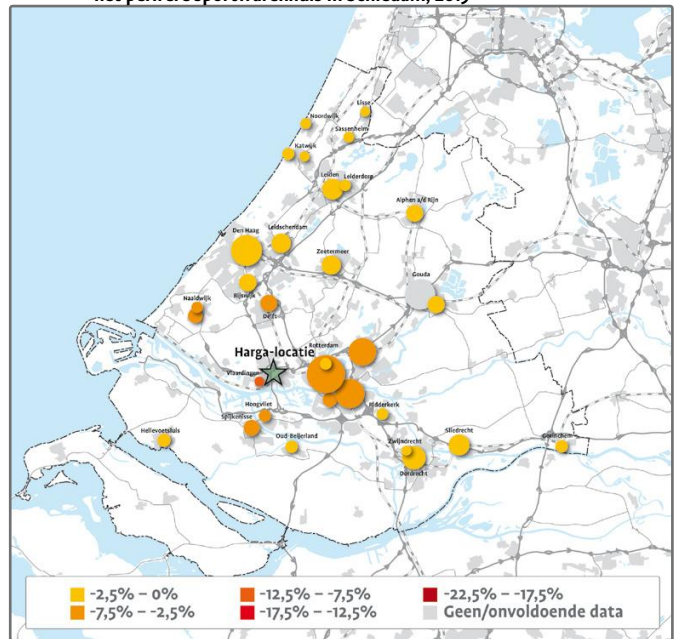 Noordwijk
Lisse
Sassenheim
Katwijk
Leiden
Leiderdorp
Alphen a/d Rijn
Den Haag
Leidschendam
Zoetermeer
Rijswijk
Gouda
Naaldwijk
Delft
Harga-locatie
Rotterdam
Vlaardingen
Hoogvliet
Spijkenisse
Ridderkerk
Hellevoetsluis
Oud-Beijerland
Zwijndrecht
Sliedrecht
Gorinchem
Dordrecht
-2,5% – 0%
-12,5% – -7,5%
-22,5% – -17,5%
-7,5% – -2,5%
-17,5% – -12,5%
Geen/onvoldoende data